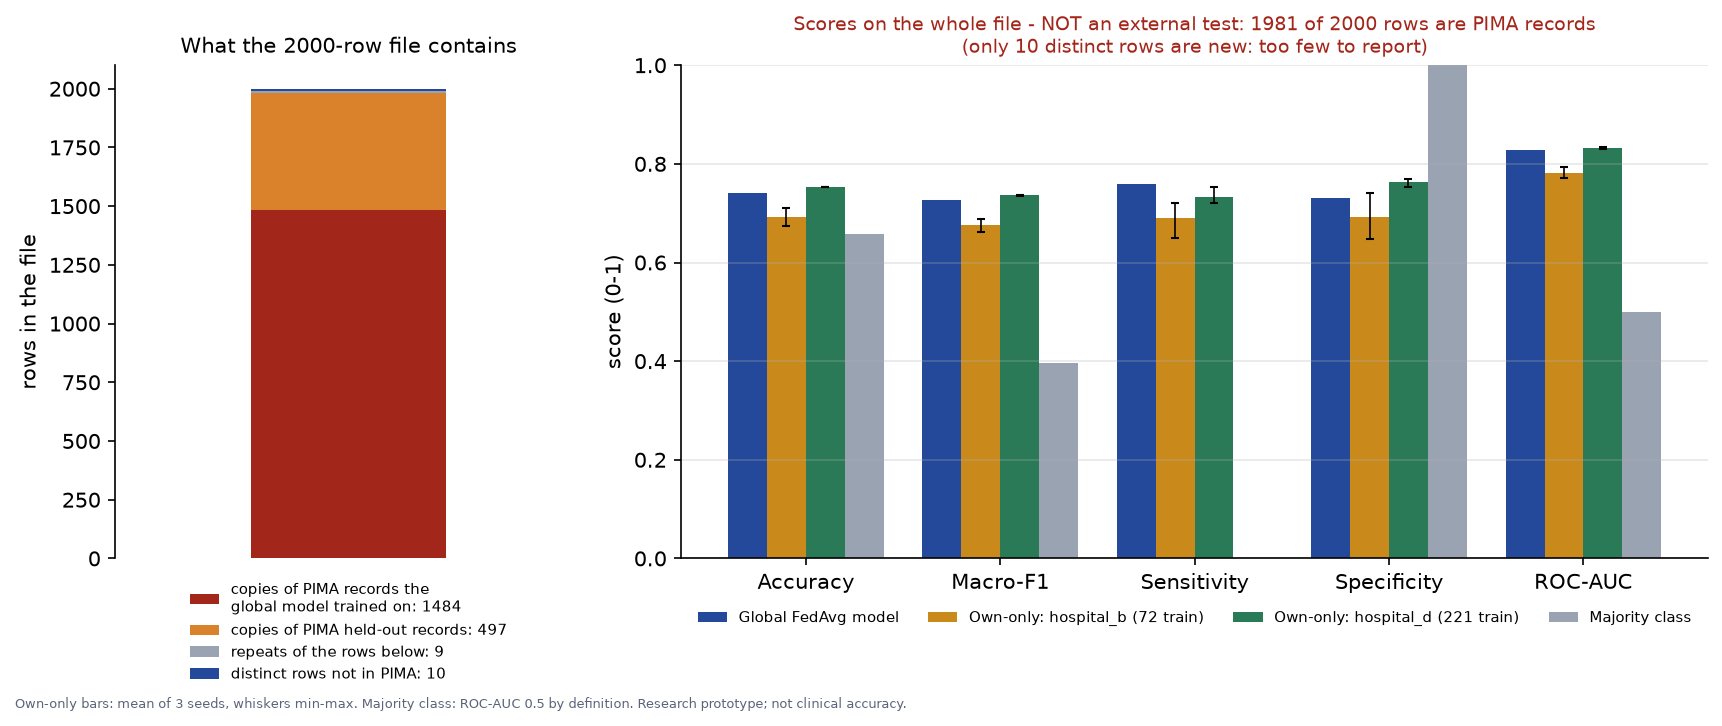 What the 2000-row file contains
rows in the file
2000
1750
1500
1250
1000
750
500
250
0
copies of PIMA records the
global model trained on: 1484
copies of PIMA held-out records: 497
repeats of the rows below: 9
distinct rows not in PIMA: 10
Scores on the whole file - NOT an external test: 1981 of 2000 rows are PIMA records
(only 10 distinct rows are new: too few to report)
score (0-1)
1.0
0.8
0.6
0.4
0.2
0.0
Accuracy
Macro-F1
Sensitivity
Specificity
ROC-AUC
Global FedAvg model
Own-only: hospital_b (72 train)
Own-only: hospital_d (221 train)
Majority class
Own-only bars: mean of 3 seeds, whiskers min-max. Majority class: ROC-AUC 0.5 by definition. Research prototype; not clinical accuracy.